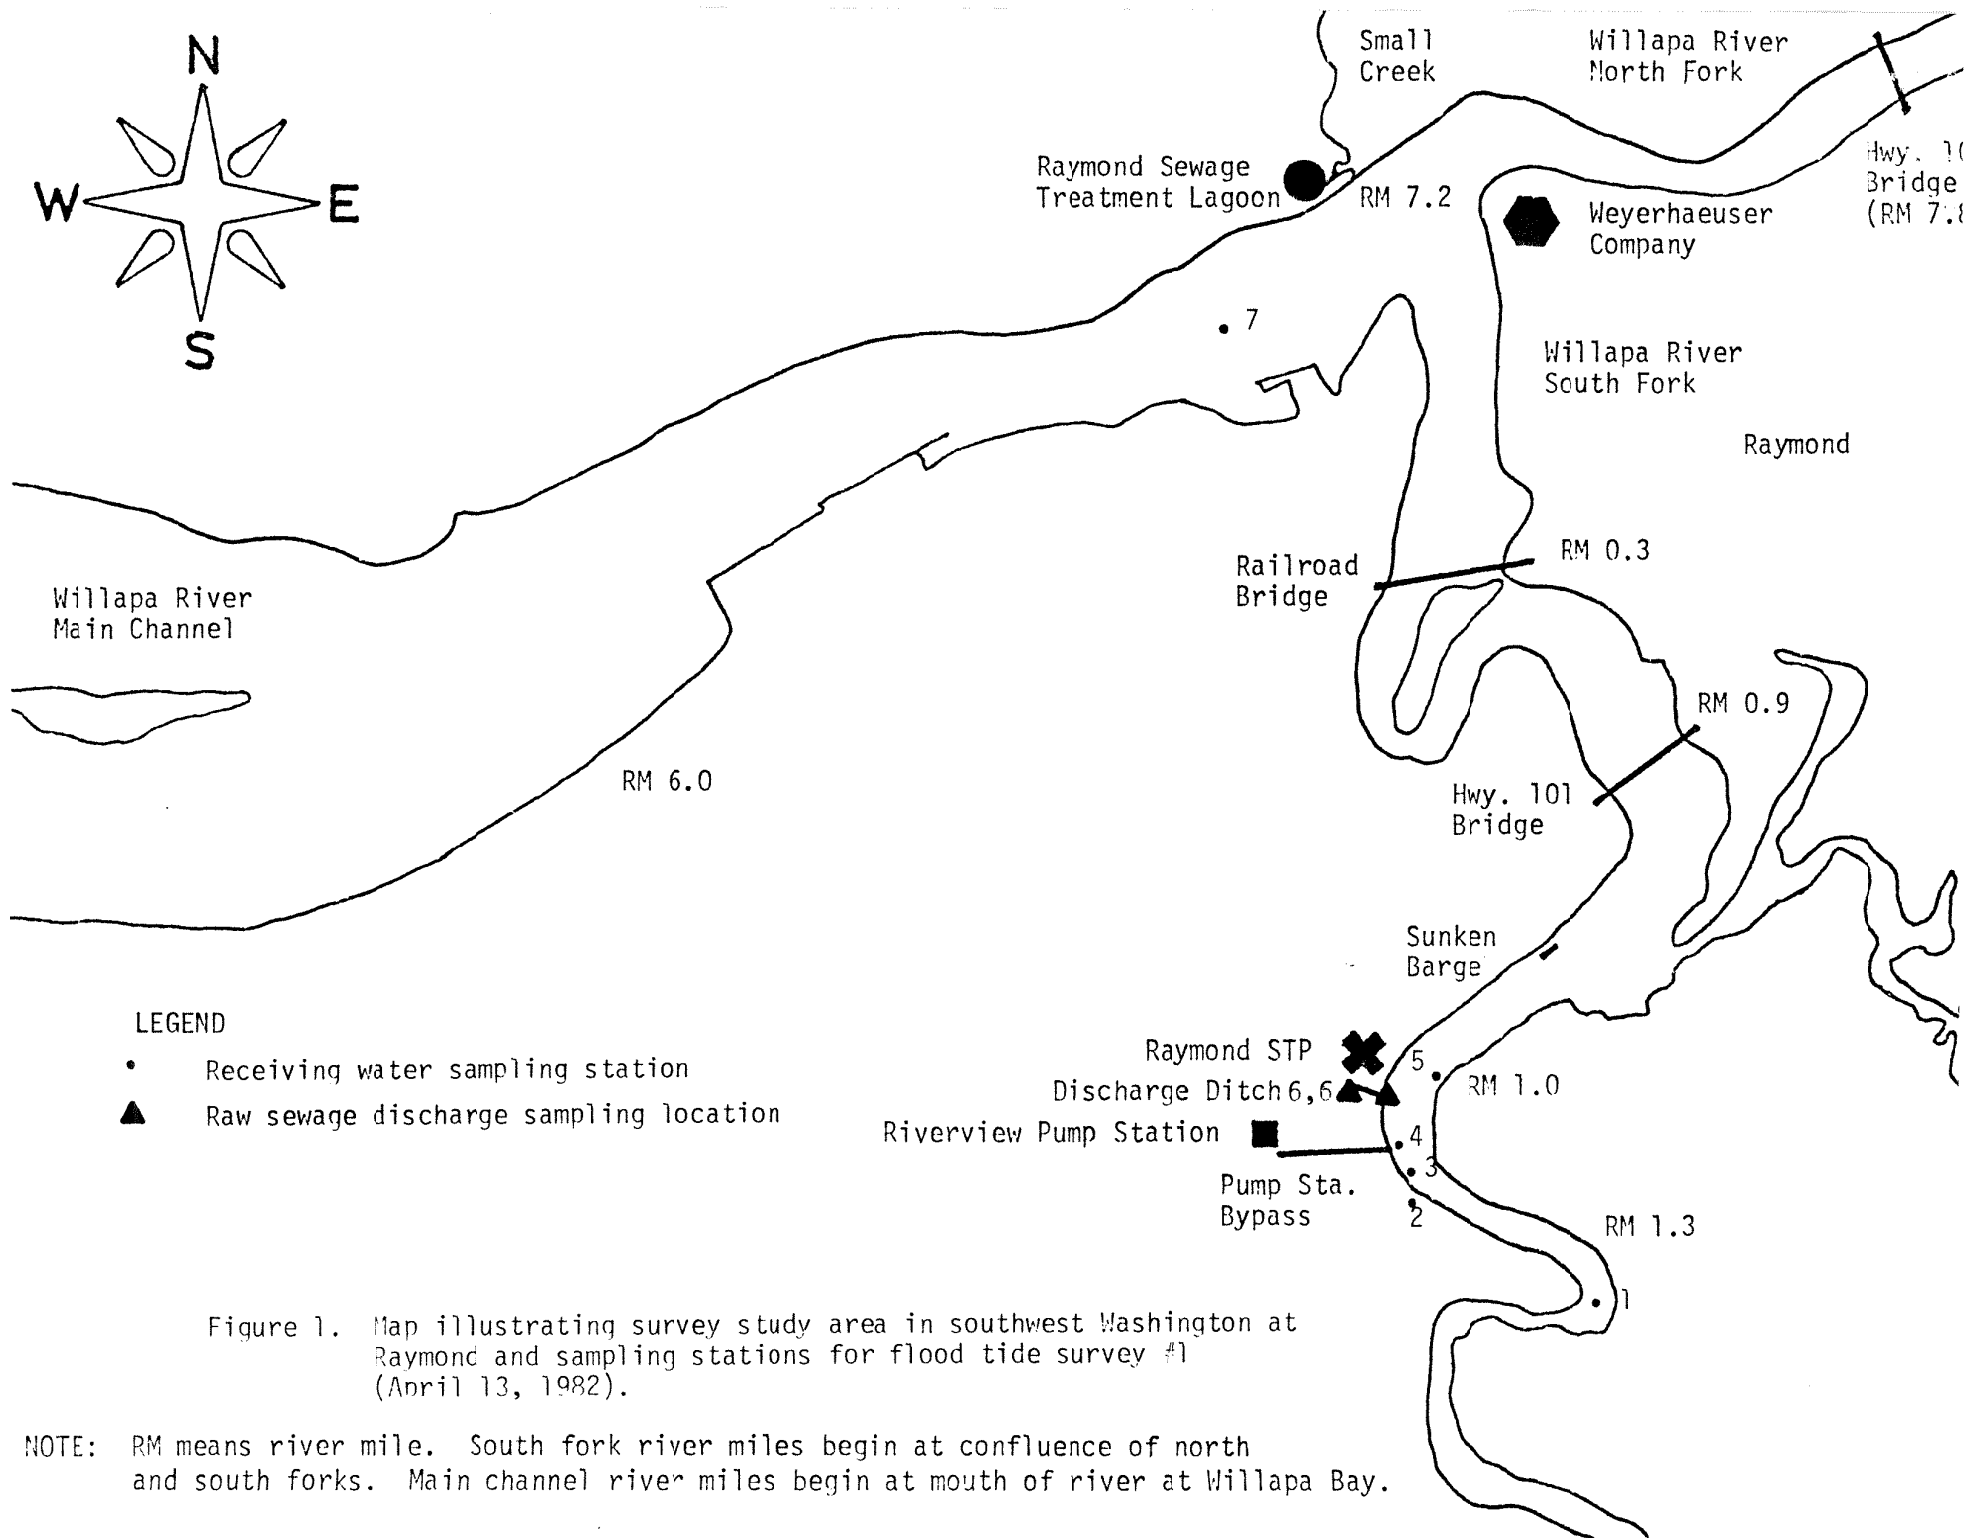 N
W
E
S
Small
Creek
Willapa River
North Fork
Raymond Sewage
Treatment Lagoon
RM 7.2
Hwy.
Bridge
(RM
Weyerhaeuser
Company
7
Willapa River
South Fork
Raymond
Railroad
Bridge
RM 0.3
Willapa River
Main Channel
RM 0.9
RM 6.0
Hwy. 101
Bridge
Sunken
Barge
LEGEND
Receiving water sampling station
Raw sewage discharge sampling location
Raymond STP
5
Discharge Ditch 6,6
RM 1.0
Riverview Pump Station
4
3
Pump Sta.
Bypass
2
RM 1.3
1
Figure 1. Map illustrating survey study area in southwest Washington at
Raymond and sampling stations for flood tide survey #1
(April 13, 1982).
NOTE: RM means river mile. South fork river miles begin at confluence of north
and south forks. Main channel river miles begin at mouth of river at Willapa Bay.